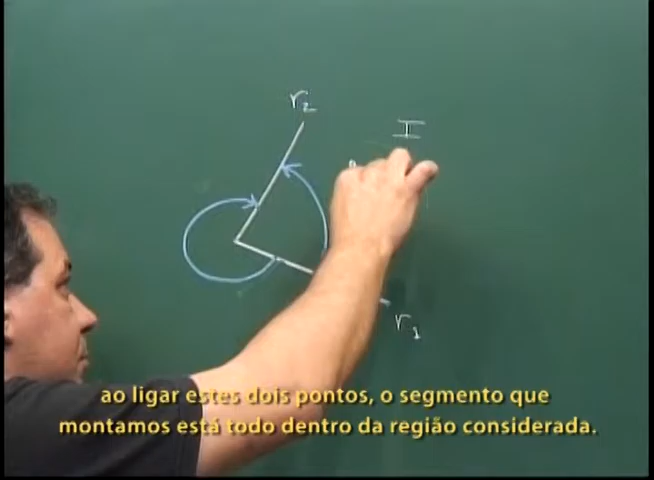 r₂
I
r₁
ao ligar estes dois pontos, o segmento que
montamos está todo dentro da região considerada.